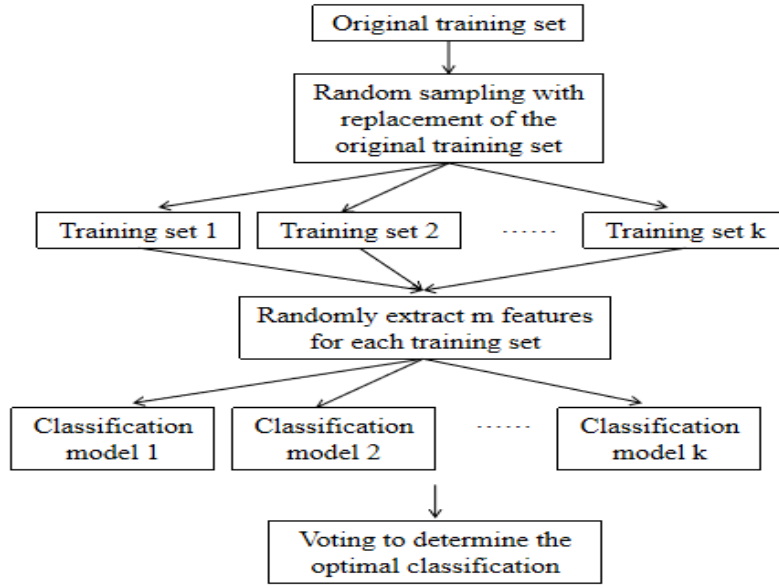 Original training set
Random sampling with
replacement of the
original training set
Training set 1
Training set 2
......
Training set k
Randomly extract m features
for each training set
Classification
model 1
Classification
model 2
......
Classification
model k
Voting to determine the
optimal classification